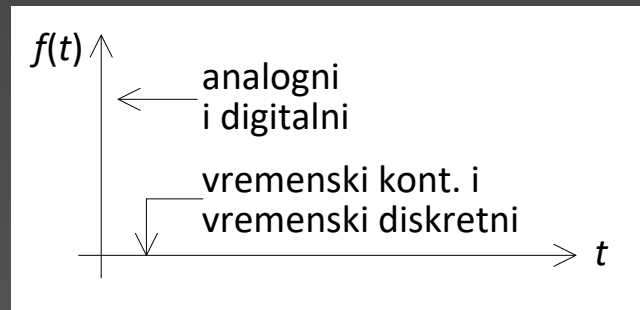 f(t)
analogni
i digitalni
vremenski kont. i
vremenski diskretni
t